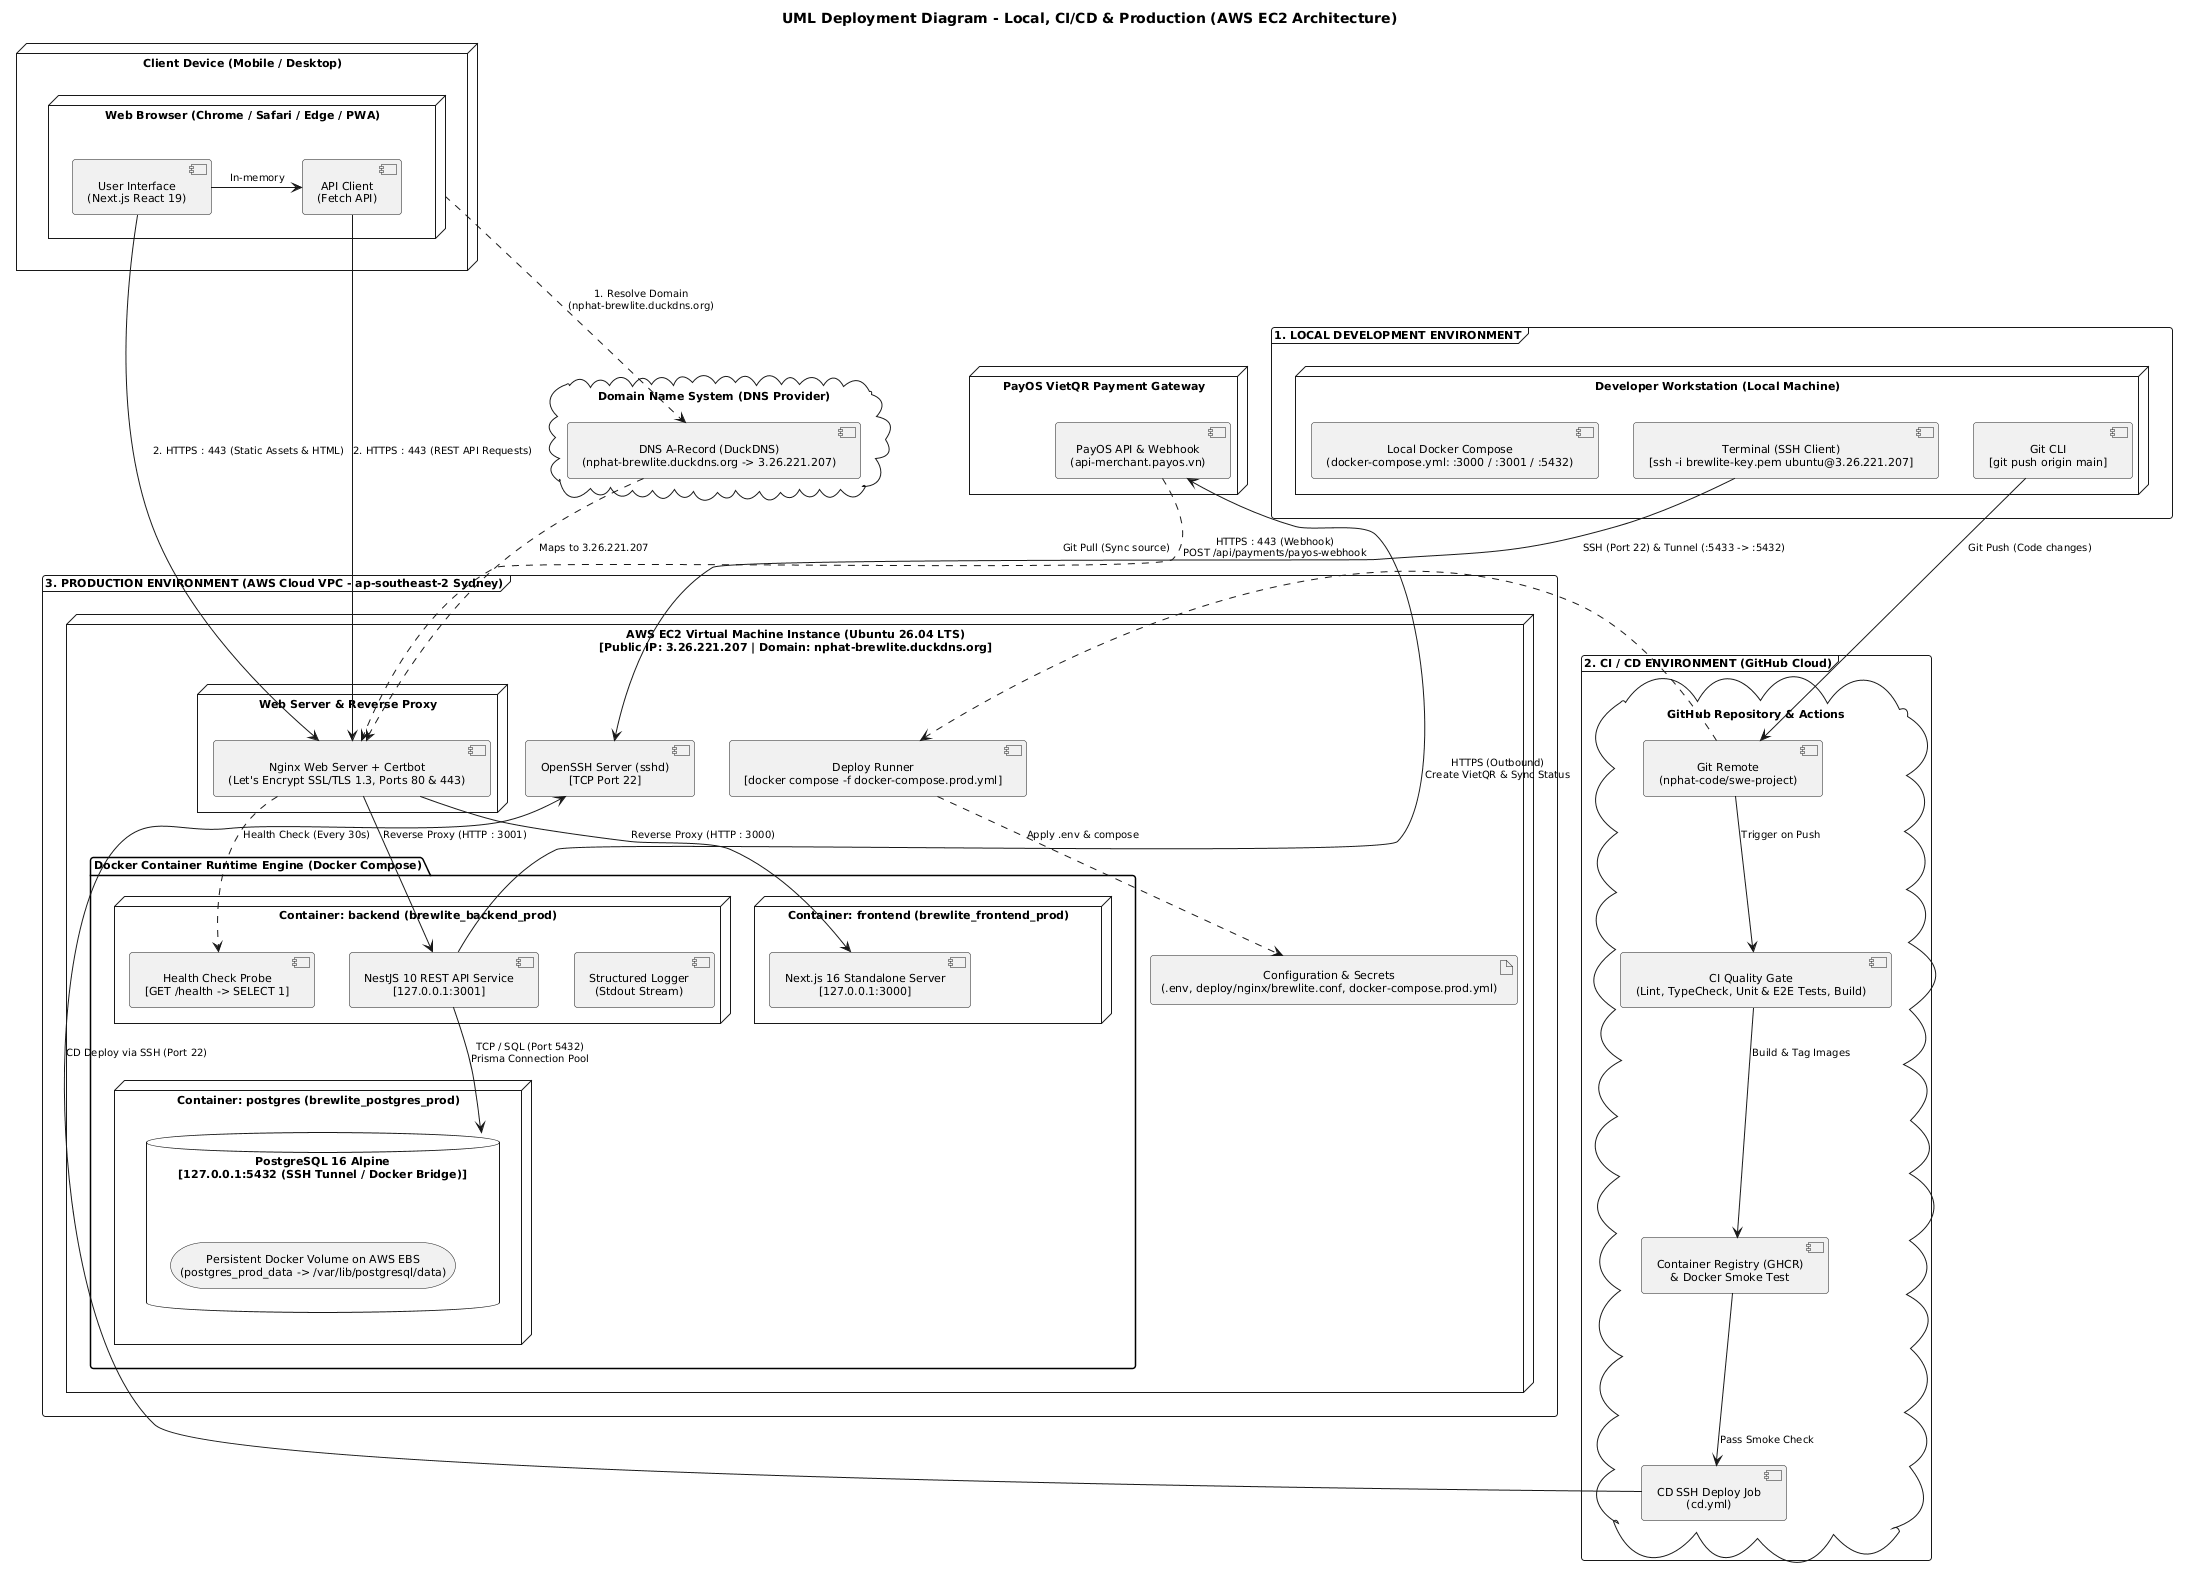 UML Deployment Diagram - Local, CI/CD & Production (AWS EC2 Architecture)
Client Device (Mobile / Desktop)
Web Browser (Chrome / Safari / Edge / PWA)
User Interface
(Next.js React 19)
In-memory
API Client
(Fetch API)
1. Resolve Domain
(nphat-brewlite.duckdns.org)
2. HTTPS : 443 (Static Assets & HTML)
2. HTTPS : 443 (REST API Requests)
Domain Name System (DNS Provider)
DNS A-Record (DuckDNS)
(nphat-brewlite.duckdns.org -> 3.26.221.207)
Maps to 3.26.221.207
PayOS VietQR Payment Gateway
PayOS API & Webhook
(api-merchant.payos.vn)
1. LOCAL DEVELOPMENT ENVIRONMENT
Developer Workstation (Local Machine)
Local Docker Compose
(docker-compose.yml: :3000 / :3001 / :5432)
Terminal (SSH Client)
[ssh -i brewlite-key.pem ubuntu@3.26.221.207]
Git CLI
[git push origin main]
Git Pull (Sync source)
HTTPS : 443 (Webhook)
POST /api/payments/payos-webhook
SSH (Port 22) & Tunnel (:5433 -> :5432)
Git Push (Code changes)
3. PRODUCTION ENVIRONMENT (AWS Cloud VPC - ap-southeast-2 Sydney)
AWS EC2 Virtual Machine Instance (Ubuntu 26.04 LTS)
[Public IP: 3.26.221.207 | Domain: nphat-brewlite.duckdns.org]
Web Server & Reverse Proxy
Nginx Web Server + Certbot
(Let's Encrypt SSL/TLS 1.3, Ports 80 & 443)
OpenSSH Server (sshd)
[TCP Port 22]
Deploy Runner
[docker compose -f docker-compose.prod.yml]
HTTPS (Outbound)
Create VietQR & Sync Status
Health Check (Every 30s)
Reverse Proxy (HTTP : 3001)
Reverse Proxy (HTTP : 3000)
Apply .env & compose
Docker Container Runtime Engine (Docker Compose)
Container: backend (brewlite_backend_prod)
Health Check Probe
[GET /health -> SELECT 1]
NestJS 10 REST API Service
[127.0.0.1:3001]
Structured Logger
(Stdout Stream)
Container: frontend (brewlite_frontend_prod)
Next.js 16 Standalone Server
[127.0.0.1:3000]
Configuration & Secrets
(.env, deploy/nginx/brewlite.conf, docker-compose.prod.yml)
CD Deploy via SSH (Port 22)
TCP / SQL (Port 5432)
Prisma Connection Pool
Container: postgres (brewlite_postgres_prod)
PostgreSQL 16 Alpine
[127.0.0.1:5432 (SSH Tunnel / Docker Bridge)]
Persistent Docker Volume on AWS EBS
(postgres_prod_data -> /var/lib/postgresql/data)
2. CI / CD ENVIRONMENT (GitHub Cloud)
GitHub Repository & Actions
Git Remote
(nphat-code/swe-project)
Trigger on Push
CI Quality Gate
(Lint, TypeCheck, Unit & E2E Tests, Build)
Build & Tag Images
Container Registry (GHCR)
& Docker Smoke Test
Pass Smoke Check
CD SSH Deploy Job
(cd.yml)